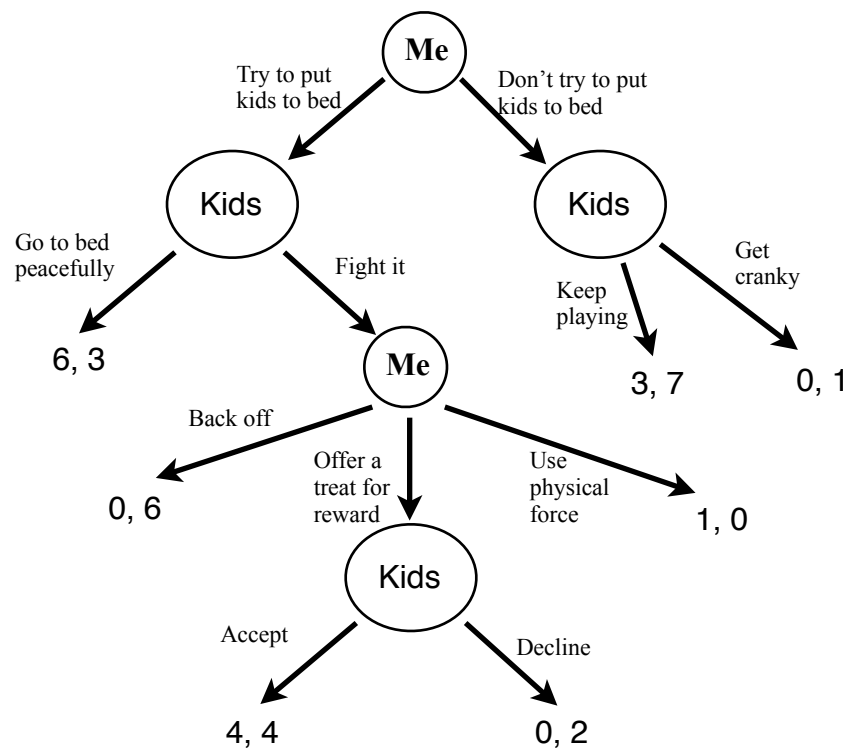 Me
Try to put
kids to bed
Don't try to put
kids to bed
Kids
Kids
Go to bed
peacefully
Fight it
Get
cranky
Keep
playing
6, 3
Me
3, 7
0, 1
Back off
Offer a
treat for
reward
Use
physical
force
0, 6
1, 0
Kids
Accept
Decline
4, 4
0, 2